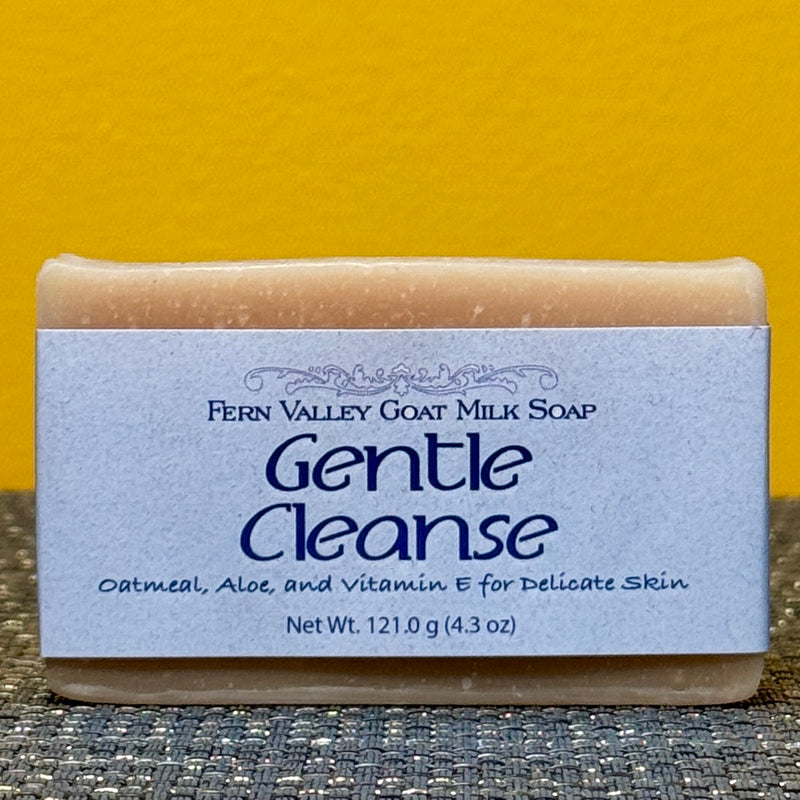 Fern Valley Goat Milk Soap
Gentle
Cleanse
Oatmeal, Aloe, and Vitamin E for Delicate Skin
Net Wt. 121.0 g (4.3 oz)